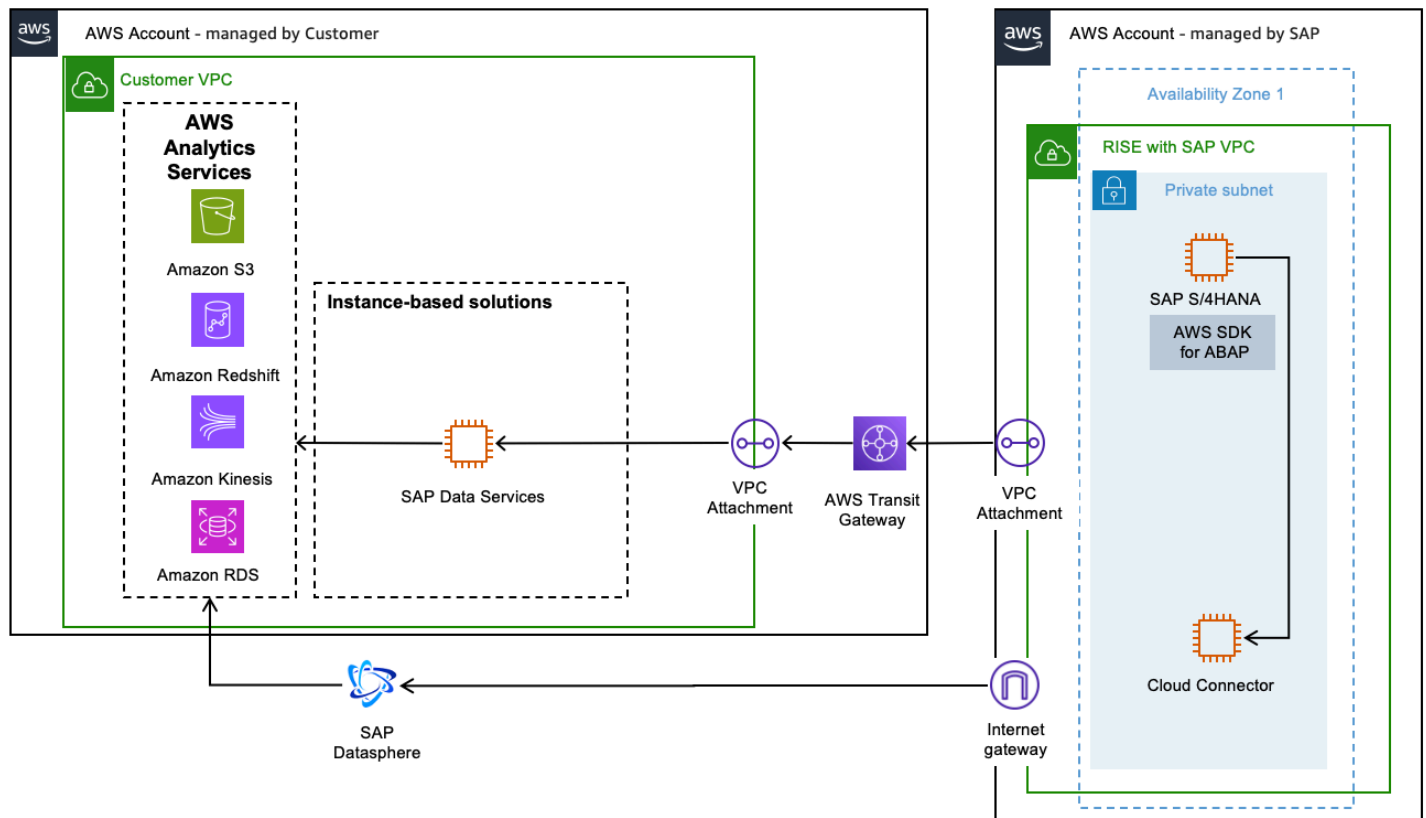 aws
AWS Account - managed by Customer
Customer VPC
AWS
Analytics
Services
Amazon S3
Amazon Redshift
Amazon Kinesis
Amazon RDS
Instance-based solutions
SAP Data Services
VPC
Attachment
AWS Transit
Gateway
SAP
Datasphere
aws
AWS Account - managed by SAP
Availability Zone 1
RISE with SAP VPC
Private subnet
SAP S/4HANA
AWS SDK
for ABAP
VPC
Attachment
Cloud Connector
Internet
gateway